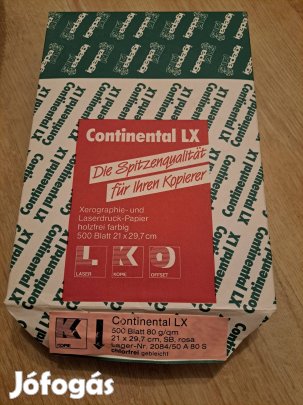 Continental LX
Die Spitzenqualität
für Ihren Kopierer
Xerographie- und
Laserdruck-Papier
holzfrei farbig
500 Blatt 21 x 29,7 cm
L K O
LASER KOPIE OFFSET
Continental LX
K
KOPIE
Continental LX
500 Blatt 80 g/qm
21 x 29,7 cm, SB, rosa
Lager-Nr. 2084/50 A 80 S
chlorfrei gebleicht
Jófogás